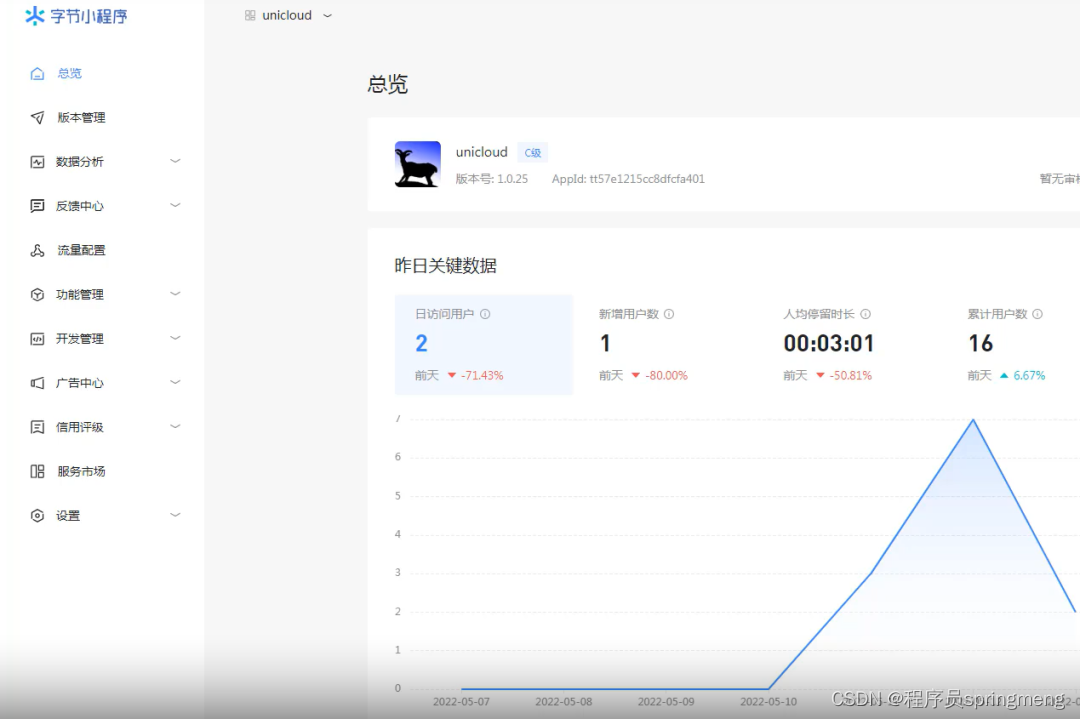 字节小程序
unicloud
总览
版本管理
数据分析
反馈中心
流量配置
功能管理
开发管理
广告中心
信用评级
服务市场
设置
总览
unicloud C级
版本号: 1.0.25 AppId: tt57e1215cc8dfcfa401
暂无审
昨日关键数据
日访问用户 新增用户数 人均停留时长 累计用户数
2 1 00:03:01 16
前天 -71.43% 前天 -80.00% 前天 -50.81% 前天 6.67%
7
6
5
4
3
2
1
0
2022-05-07 2022-05-08 2022-05-09 2022-05-10
CSDN @程序员springmeng